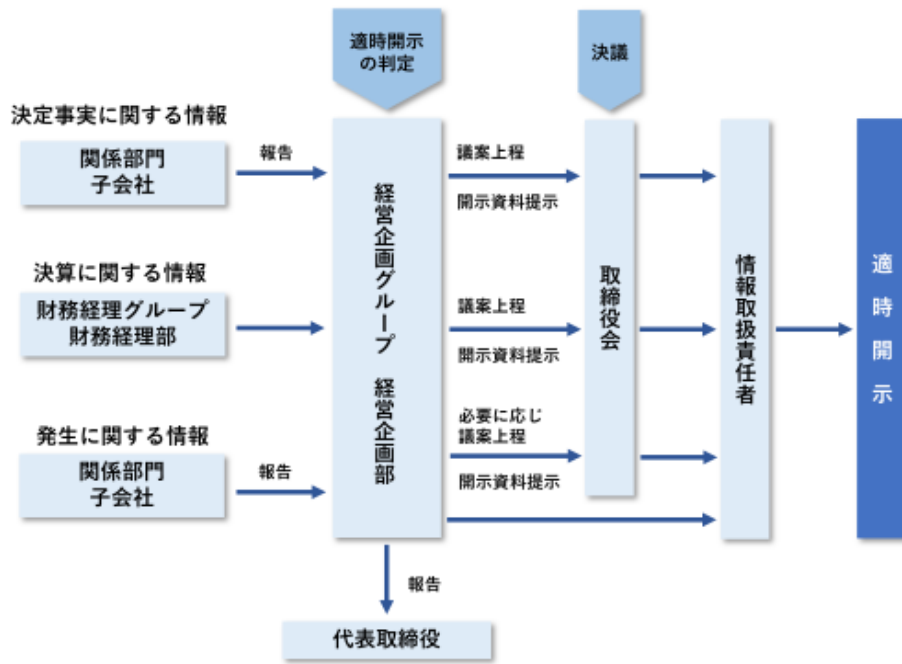 適時開示
の判定
決議
決定事実に関する情報
関係部門
子会社
報告
議案上程
開示資料提示
決算に関する情報
財務経理グループ
財務経理部
議案上程
開示資料提示
発生に関する情報
関係部門
子会社
報告
必要に応じ
議案上程
開示資料提示
経営企画グループ 経営企画部
取締役会
情報取扱責任者
適時開示
報告
代表取締役